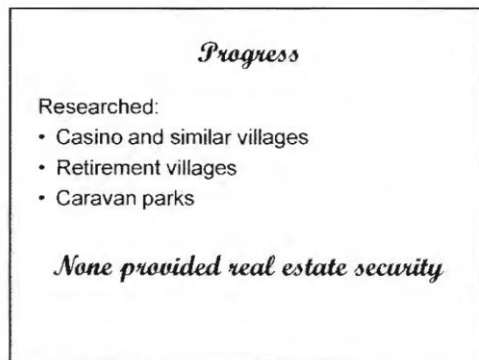 Progress
Researched:
• Casino and similar villages
• Retirement villages
• Caravan parks
None provided real estate security